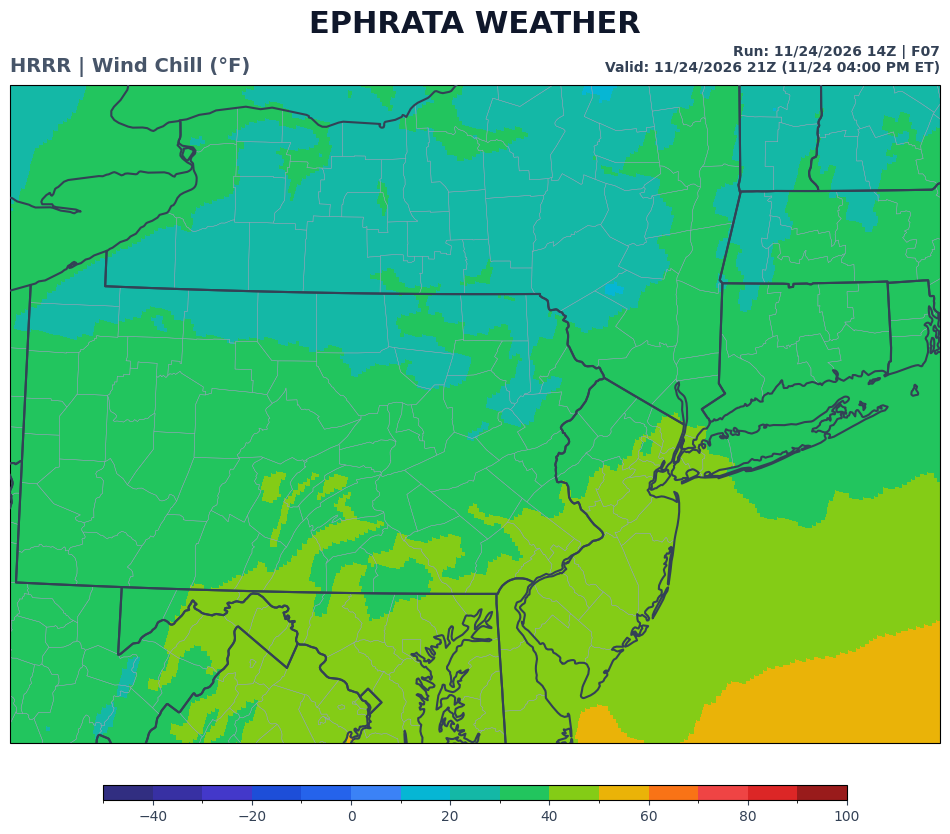 EPHRATA WEATHER
HRRR | Wind Chill (°F)
Run: 11/24/2026 14Z | F07
Valid: 11/24/2026 21Z (11/24 04:00 PM ET)
−40 −20 0 20 40 60 80 100